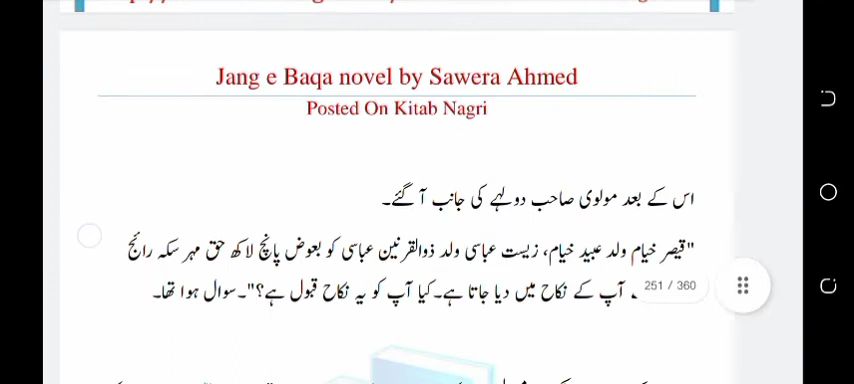 Jang e Baqa novel by Sawera Ahmed
Posted On Kitab Nagri
اس کے بعد مولوی صاحب دولہے کی جانب آ گئے۔
"قیصر خیام ولد عبید خیام، زیست عباسی ولد ذوالقرنین عباسی کو بعوض پانچ لاکھ حق مہر سکہ رائج
آپ کے نکاح میں دیا جاتا ہے۔ کیا آپ کو یہ نکاح قبول ہے؟"۔ سوال ہوا تھا۔
251 / 360